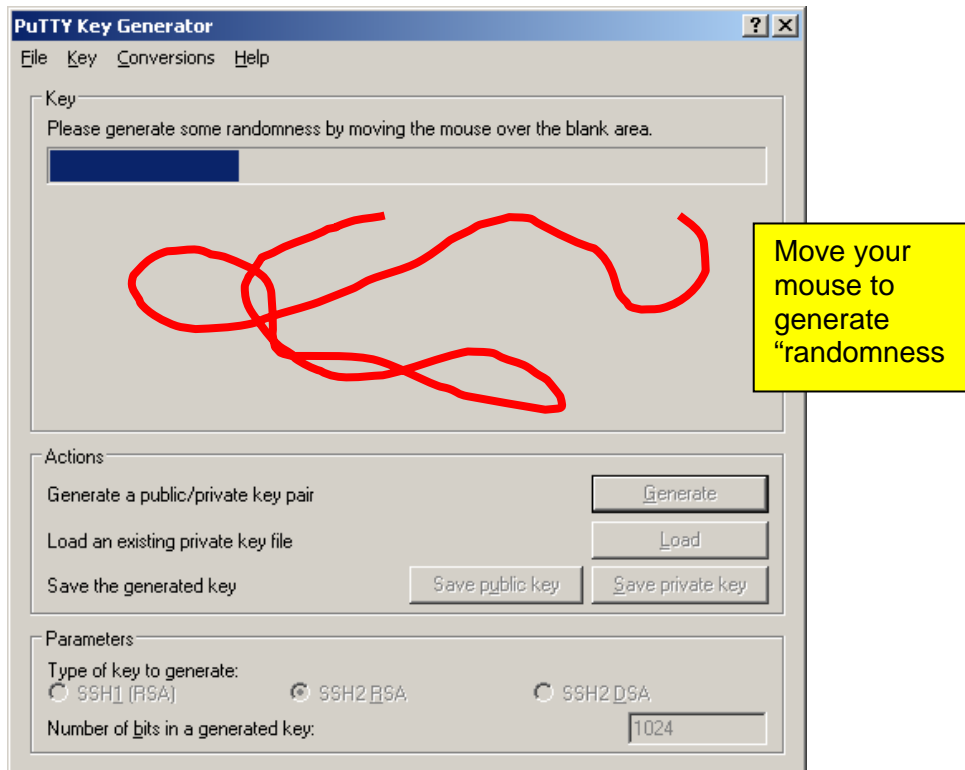 PuTTY Key Generator
File Key Conversions Help
Key
Please generate some randomness by moving the mouse over the blank area.
Move your
mouse to
generate
“randomness
Actions
Generate a public/private key pair Generate
Load an existing private key file Load
Save the generated key Save public key Save private key
Parameters
Type of key to generate:
SSH1 (RSA) SSH2 RSA SSH2 DSA
Number of bits in a generated key: 1024